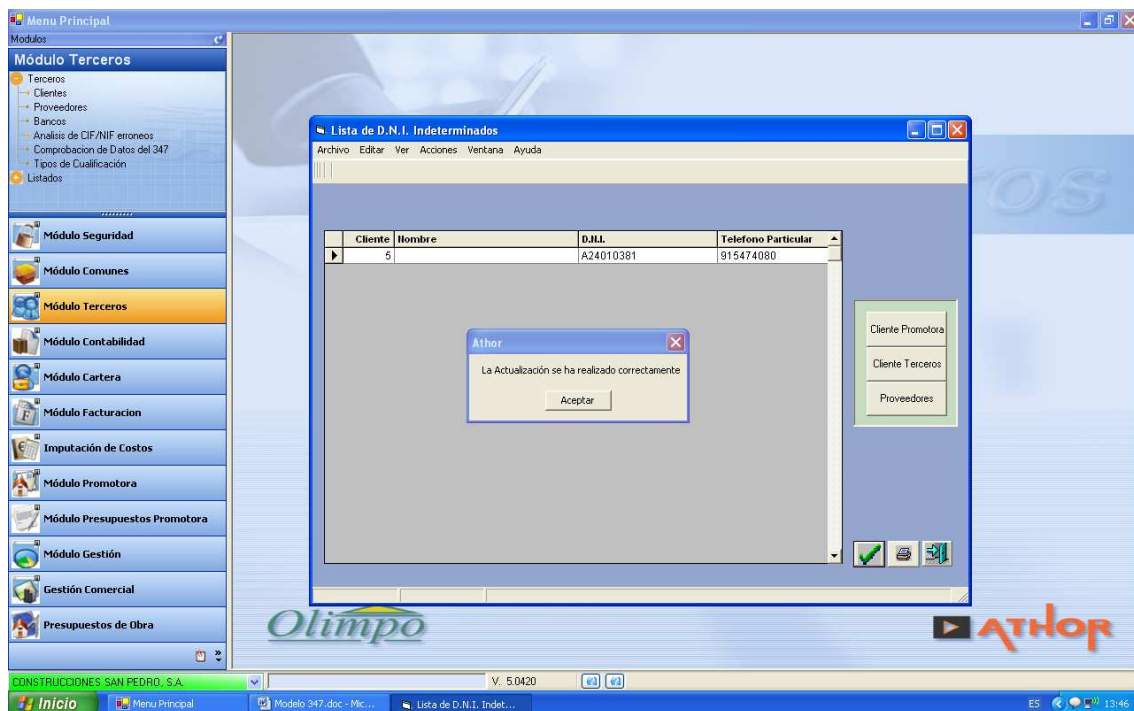 Menu Principal
Modulos
Módulo Terceros
Terceros
Clientes
Proveedores
Bancos
Analisis de CIF/NIF erroneos
Comprobacion de Datos del 347
Tipos de Cualificación
Listados
Módulo Seguridad
Módulo Comunes
Módulo Terceros
Módulo Contabilidad
Módulo Cartera
Módulo Facturacion
Imputación de Costos
Módulo Promotora
Módulo Presupuestos Promotora
Módulo Gestión
Gestión Comercial
Presupuestos de Obra
Lista de D.N.I. Indeterminados
Archivo Editar Ver Acciones Ventana Ayuda
Cliente Nombre D.N.I. Telefono Particular
5 A24010381 915474080
Athor
La Actualización se ha realizado correctamente
Aceptar
Cliente Promotora
Cliente Terceros
Proveedores
Olimpo
ATHOR
CONSTRUCCIONES SAN PEDRO, S.A. V. 5.0420
Inicio Menu Principal Modelo 347.doc - Mic... Lista de D.N.I. Indet... ES 13:46